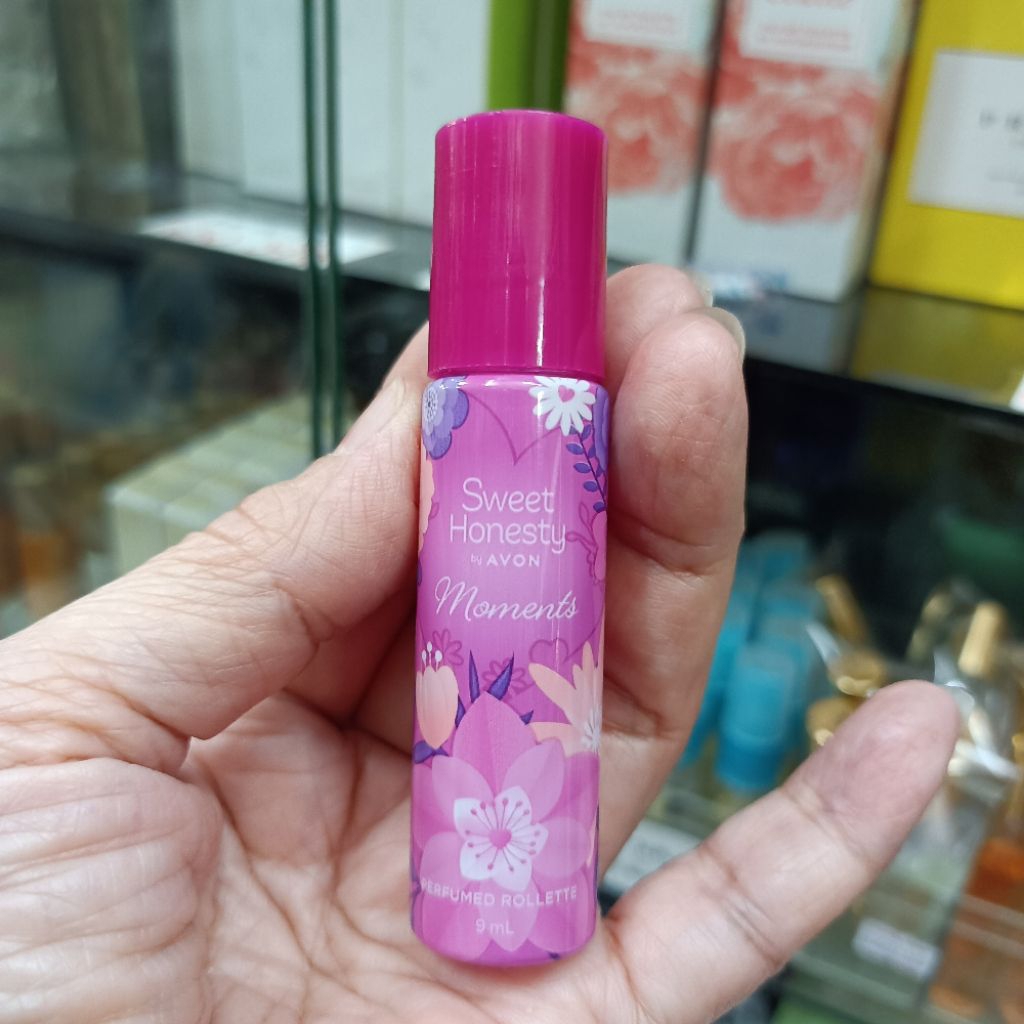 Sweet
Honesty
by AVON
Moments
PERFUMED ROLLETTE
9 mL